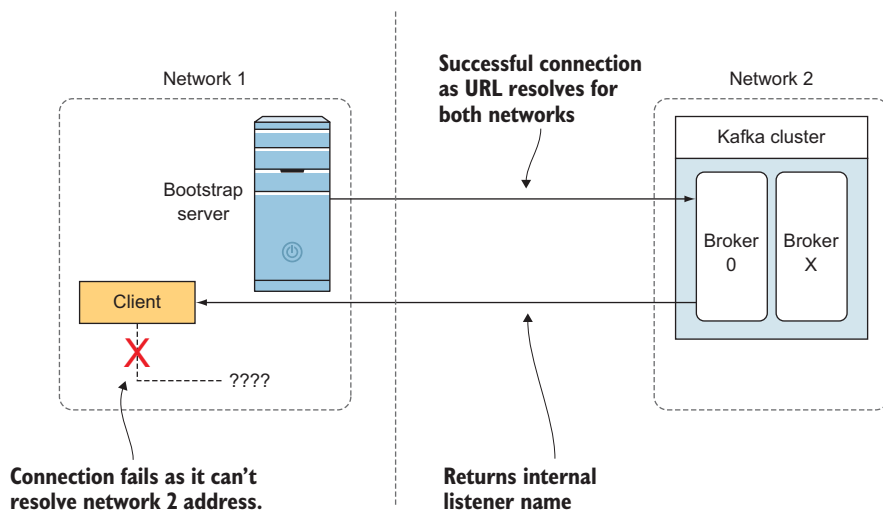 Network 1
Successful connection
as URL resolves for
both networks
Network 2
Kafka cluster
Bootstrap
server
Broker
0
Broker
X
Client
X
????
Connection fails as it can't
resolve network 2 address.
Returns internal
listener name